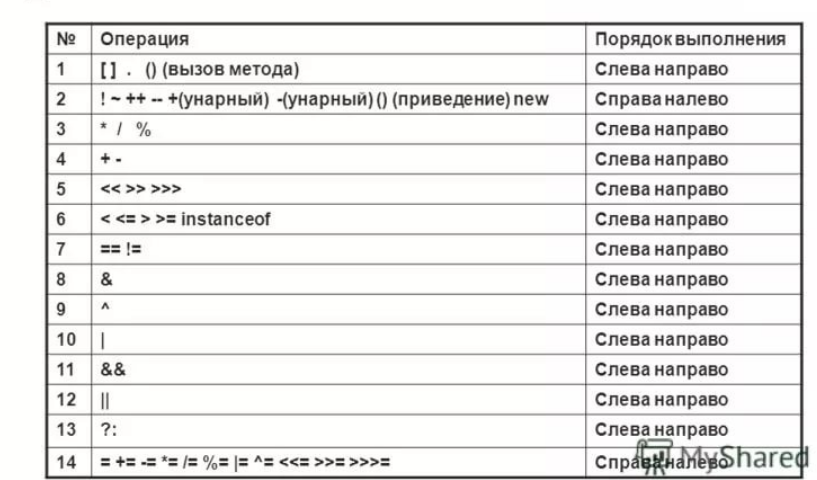 № Операция Порядок выполнения
1 [ ] . () (вызов метода) Слева направо
2 ! ~ ++ -- +(унарный) -(унарный) () (приведение) new Справа налево
3 * / % Слева направо
4 + - Слева направо
5 << >> >>> Слева направо
6 < <= > >= instanceof Слева направо
7 == != Слева направо
8 & Слева направо
9 ^ Слева направо
10 | Слева направо
11 && Слева направо
12 || Слева направо
13 ?: Слева направо
14 = += -= *= /= %= |= ^= <<= >>= >>>= Справа налево
MyShared